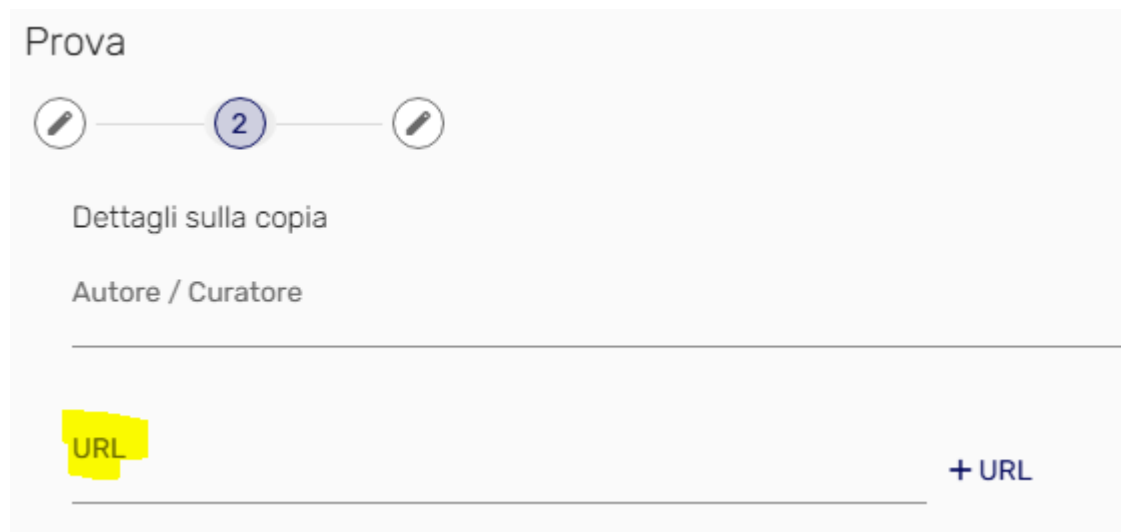 Prova
2
Dettagli sulla copia
Autore / Curatore
URL
+ URL